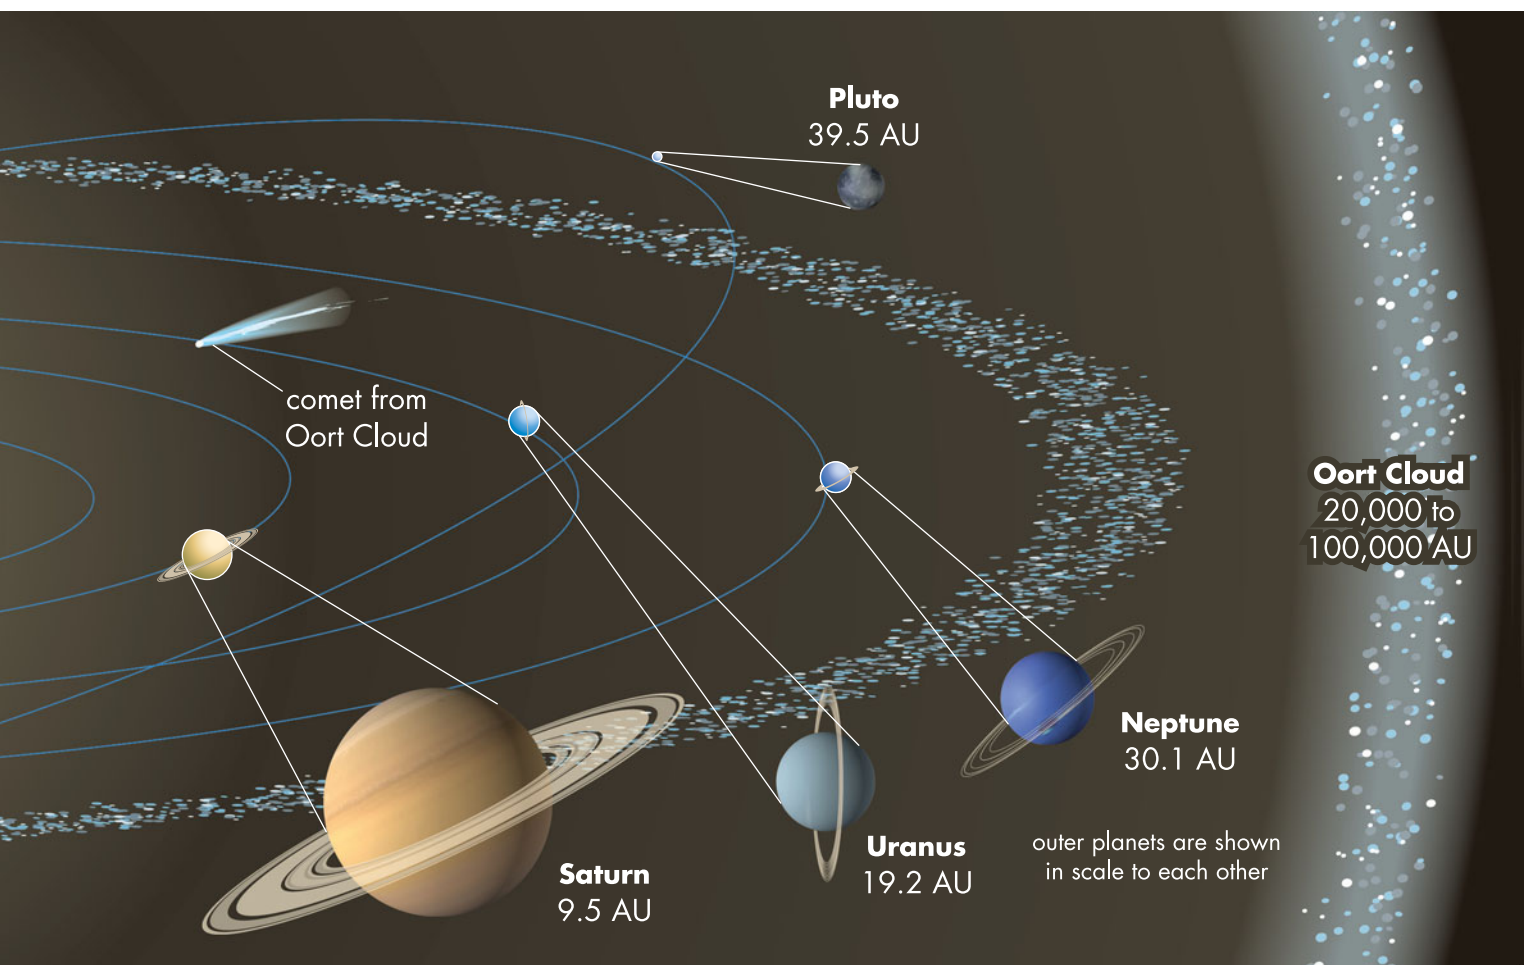 Pluto
39.5 AU
comet from
Oort Cloud
Oort Cloud
20,000 to
100,000 AU
Neptune
30.1 AU
Uranus
19.2 AU
outer planets are shown
in scale to each other
Saturn
9.5 AU